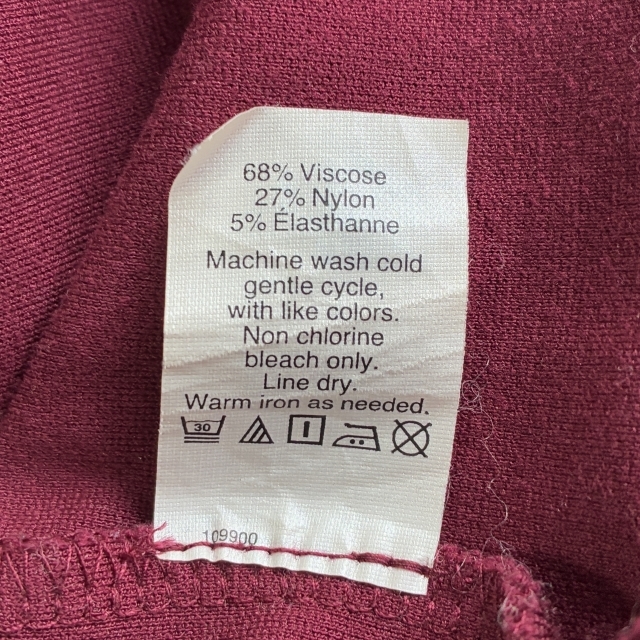 68% Viscose
27% Nylon
5% Élasthanne
Machine wash cold
gentle cycle,
with like colors.
Non chlorine
bleach only.
Line dry.
Warm iron as needed.
30
109900